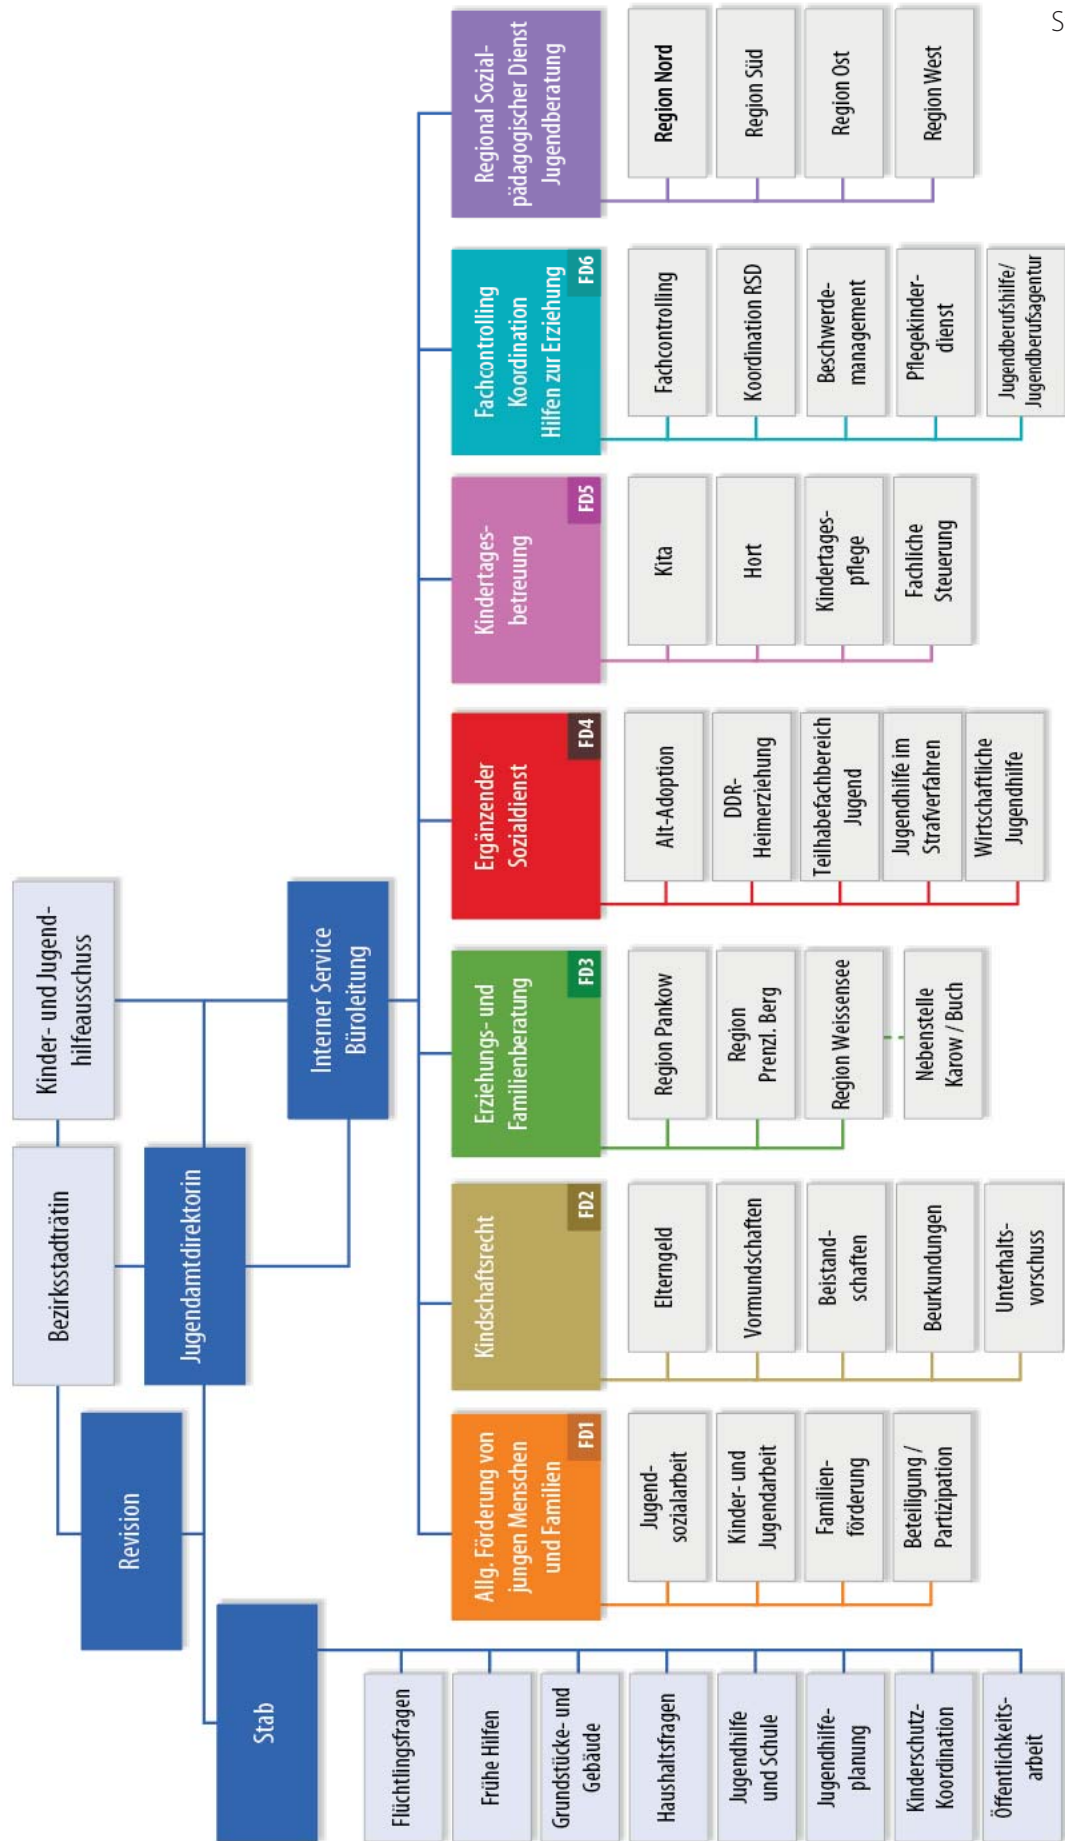 Kinder- und Jugend-
hilfeausschuss
Bezirksstadträtin
Jugendamtdirektorin
Revision
Stab
Interner Service
Büroleitung
Flüchtlingsfragen
Frühe Hilfen
Grundstücke- und
Gebäude
Haushaltsfragen
Jugendhilfe
und Schule
Jugendhilfe-
planung
Kinderschutz-
Koordination
Öffentlichkeits-
arbeit
Allg. Förderung von
jungen Menschen
und Familien
FD1
Jugend-
sozialarbeit
Kinder- und
Jugendarbeit
Familien-
förderung
Beteiligung /
Partizipation
Kindschaftsrecht
FD2
Elterngeld
Vormundschaften
Beistand-
schaften
Beurkundungen
Unterhalts-
vorschuss
Erziehungs- und
Familienberatung
FD3
Region Pankow
Region
Prenzl. Berg
Region Weissensee
Nebenstelle
Karow / Buch
Ergänzender
Sozialdienst
FD4
Alt-Adoption
DDR-
Heimerziehung
Teilhabefachbereich
Jugend
Jugendhilfe im
Strafverfahren
Wirtschaftliche
Jugendhilfe
Kindertages-
betreuung
FD5
Kita
Hort
Kindertages-
pflege
Fachliche
Steuerung
Fachcontrolling
Koordination
Hilfen zur Erziehung
FD6
Fachcontrolling
Koordination RSD
Beschwerde-
management
Pflegekinder-
dienst
Jugendberufshilfe/
Jugendberufsagentur
Regional Sozial-
pädagogischer Dienst
Jugendberatung
Region Nord
Region Süd
Region Ost
Region West
S